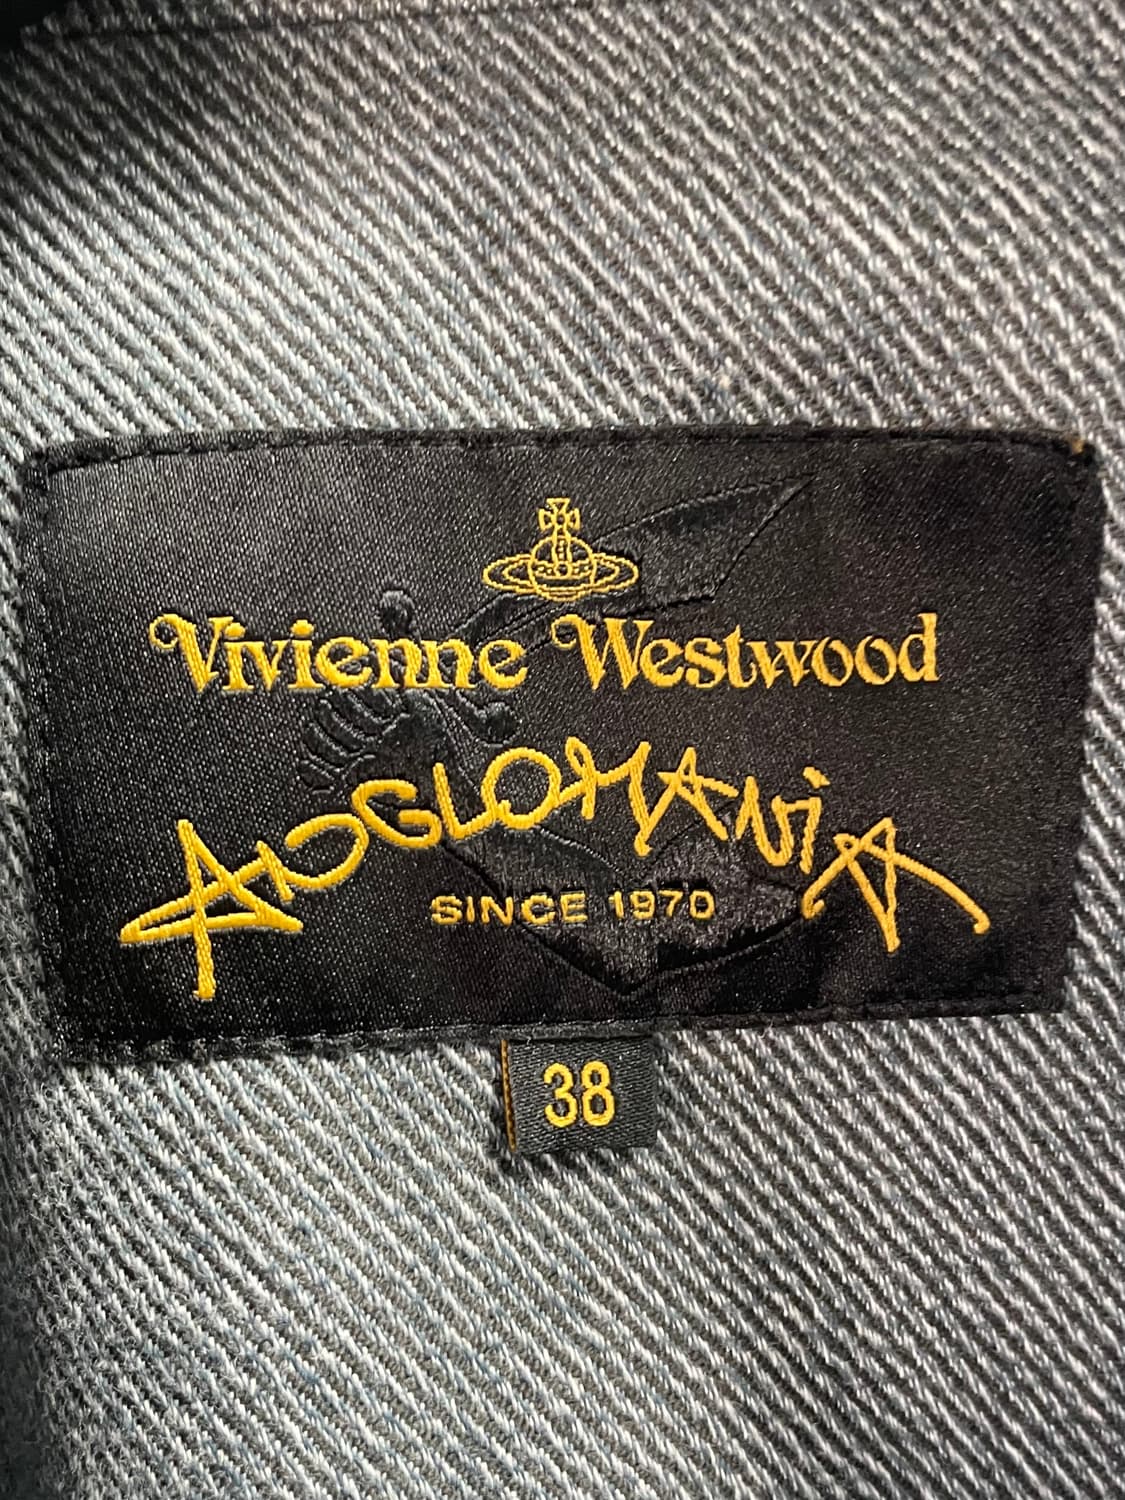 Vivienne Westwood
ANGLOMANiA
SINCE 1970
38